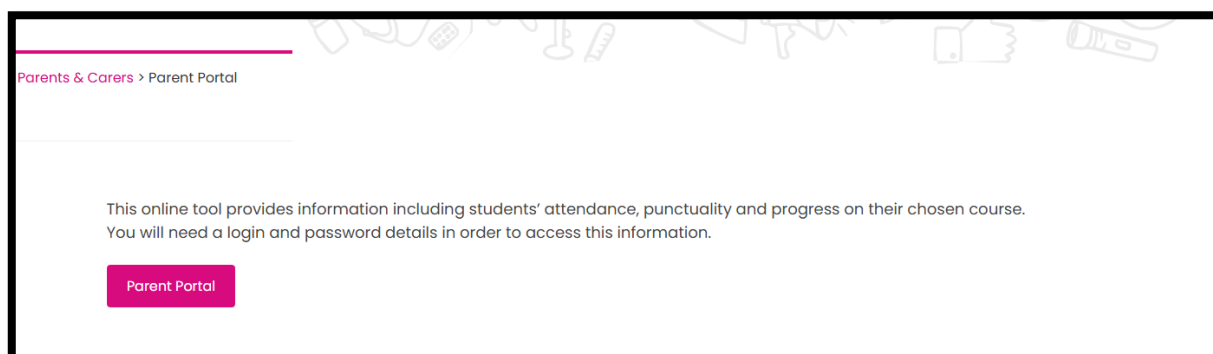 Parents & Carers > Parent Portal
This online tool provides information including students’ attendance, punctuality and progress on their chosen course.
You will need a login and password details in order to access this information.
Parent Portal